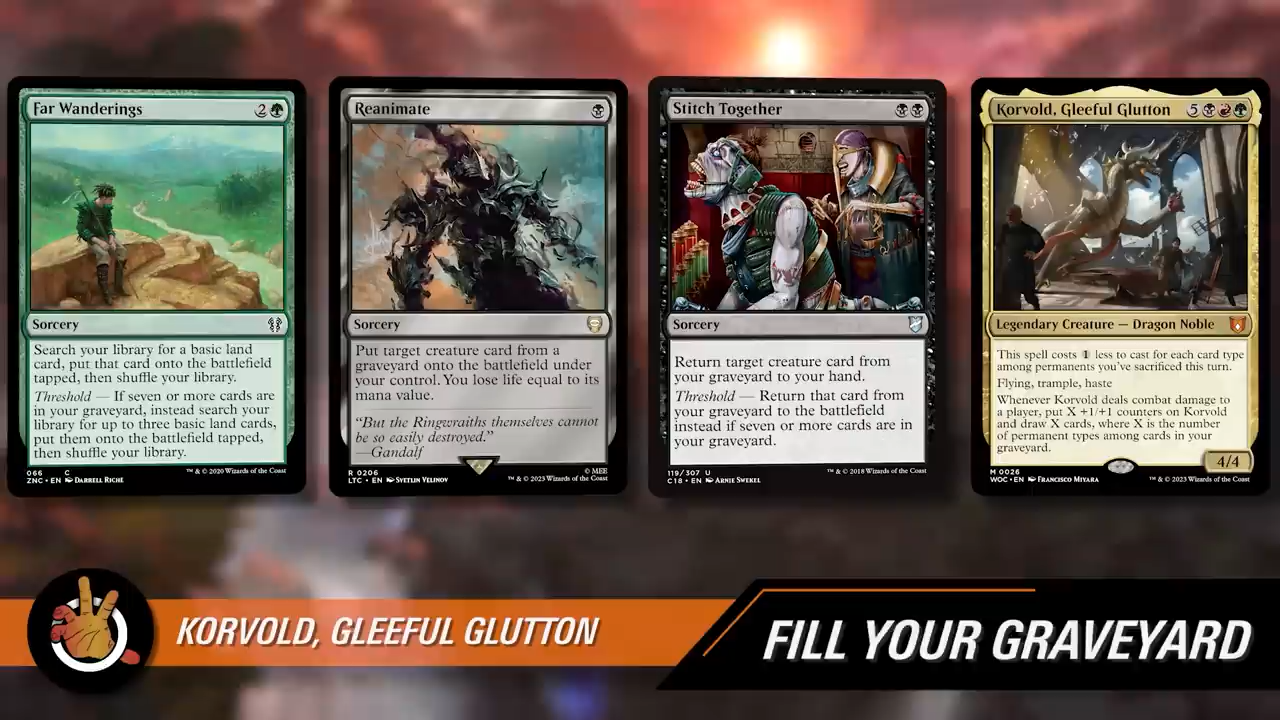 Far Wanderings 2
Sorcery
Search your library for a basic land
card, put that card onto the battlefield
tapped, then shuffle your library.
Threshold — If seven or more cards are
in your graveyard, instead search your
library for up to three basic land cards,
put them onto the battlefield tapped,
then shuffle your library.
066 C
ZNC • EN DARRELL RICHE
™ & © 2020 Wizards of the Coast
Reanimate
Sorcery
Put target creature card from a
graveyard onto the battlefield under
your control. You lose life equal to its
mana value.
"But the Ringwraiths themselves cannot
be so easily destroyed."
—Gandalf
R 0206
LTC • EN SVETLIN VELINOV
© MEE
™ & © 2023 Wizards of the Coast
Stitch Together
Sorcery
Return target creature card from
your graveyard to your hand.
Threshold — Return that card from
your graveyard to the battlefield
instead if seven or more cards are in
your graveyard.
119/307 U
C18 • EN ARNIE SWEKEL
™ & © 2018 Wizards of the Coast
Korvold, Gleeful Glutton 5
Legendary Creature — Dragon Noble
This spell costs 1 less to cast for each card type
among permanents you've sacrificed this turn.
Flying, trample, haste
Whenever Korvold deals combat damage to
a player, put X +1/+1 counters on Korvold
and draw X cards, where X is the number
of permanent types among cards in your
graveyard.
4/4
M 0026
WOC • EN FRANCISCO MIYARA
™ & © 2023 Wizards of the Coast
KORVOLD, GLEEFUL GLUTTON
FILL YOUR GRAVEYARD